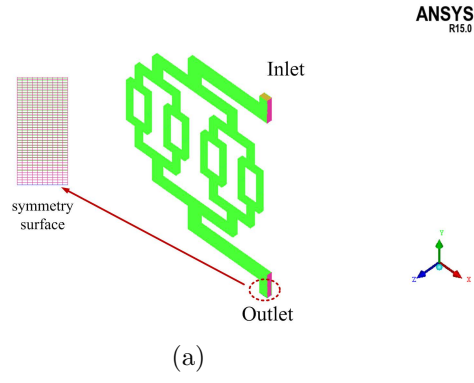 ANSYS
R15.0
Inlet
symmetry
surface
Outlet
Y
Z
X
(a)